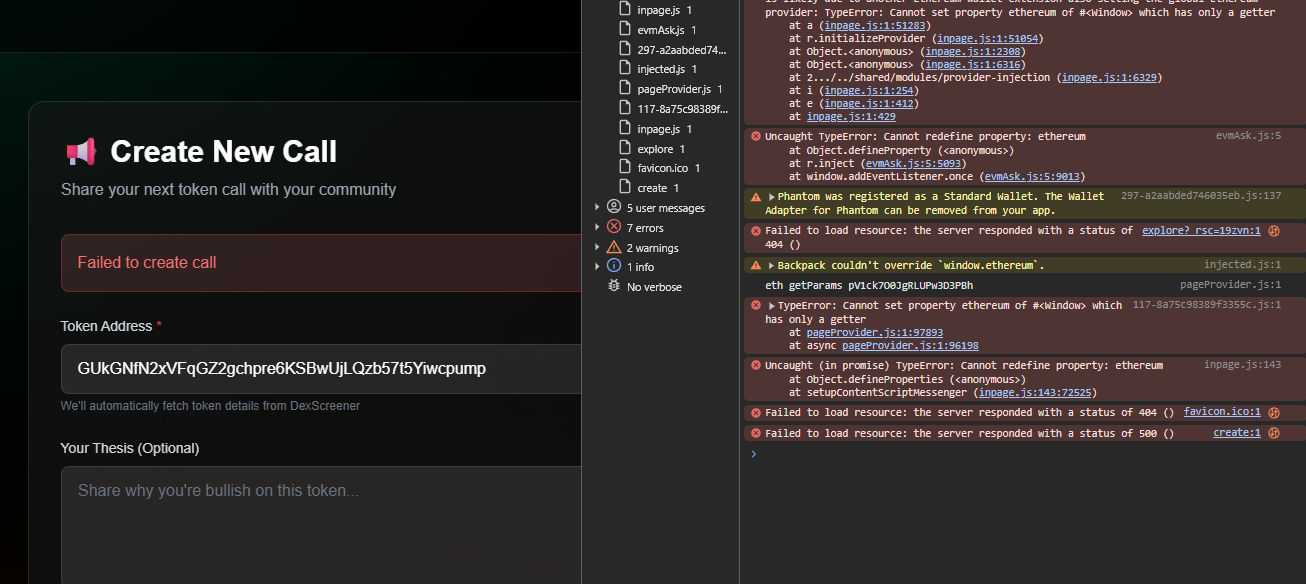 Create New Call
Share your next token call with your community
Failed to create call
Token Address *
GUkGNfN2xVFqGZ2gchpre6KSBwUjLQzb57t5Yiwcpump
We'll automatically fetch token details from DexScreener
Your Thesis (Optional)
Share why you're bullish on this token...
inpage.js 1
evmAsk.js 1
297-a2aabded74...
injected.js 1
pageProvider.js 1
117-8a75c98389f...
inpage.js 1
explore 1
favicon.ico 1
create 1
5 user messages
7 errors
2 warnings
1 info
No verbose
provider: TypeError: Cannot set property ethereum of #<Window> which has only a getter
at a (inpage.js:1:51283)
at r.initializeProvider (inpage.js:1:51054)
at Object.<anonymous> (inpage.js:1:2308)
at Object.<anonymous> (inpage.js:1:6316)
at 2.../../shared/modules/provider-injection (inpage.js:1:6329)
at i (inpage.js:1:254)
at e (inpage.js:1:412)
at inpage.js:1:429
Uncaught TypeError: Cannot redefine property: ethereum evmAsk.js:5
at Object.defineProperty (<anonymous>)
at r.inject (evmAsk.js:5:5093)
at window.addEventListener.once (evmAsk.js:5:9013)
Phantom was registered as a Standard Wallet. The Wallet 297-a2aabded746035eb.js:137
Adapter for Phantom can be removed from your app.
Failed to load resource: the server responded with a status of explore?_rsc=19zvn:1
404 ()
Backpack couldn't override `window.ethereum`. injected.js:1
eth getParams pV1ck7O0JgRLUPw3D3PBh pageProvider.js:1
TypeError: Cannot set property ethereum of #<Window> which 117-8a75c98389f3355c.js:1
has only a getter
at pageProvider.js:1:97893
at async pageProvider.js:1:96198
Uncaught (in promise) TypeError: Cannot redefine property: ethereum inpage.js:143
at Object.defineProperties (<anonymous>)
at setupContentScriptMessenger (inpage.js:143:72525)
Failed to load resource: the server responded with a status of 404 () favicon.ico:1
Failed to load resource: the server responded with a status of 500 () create:1